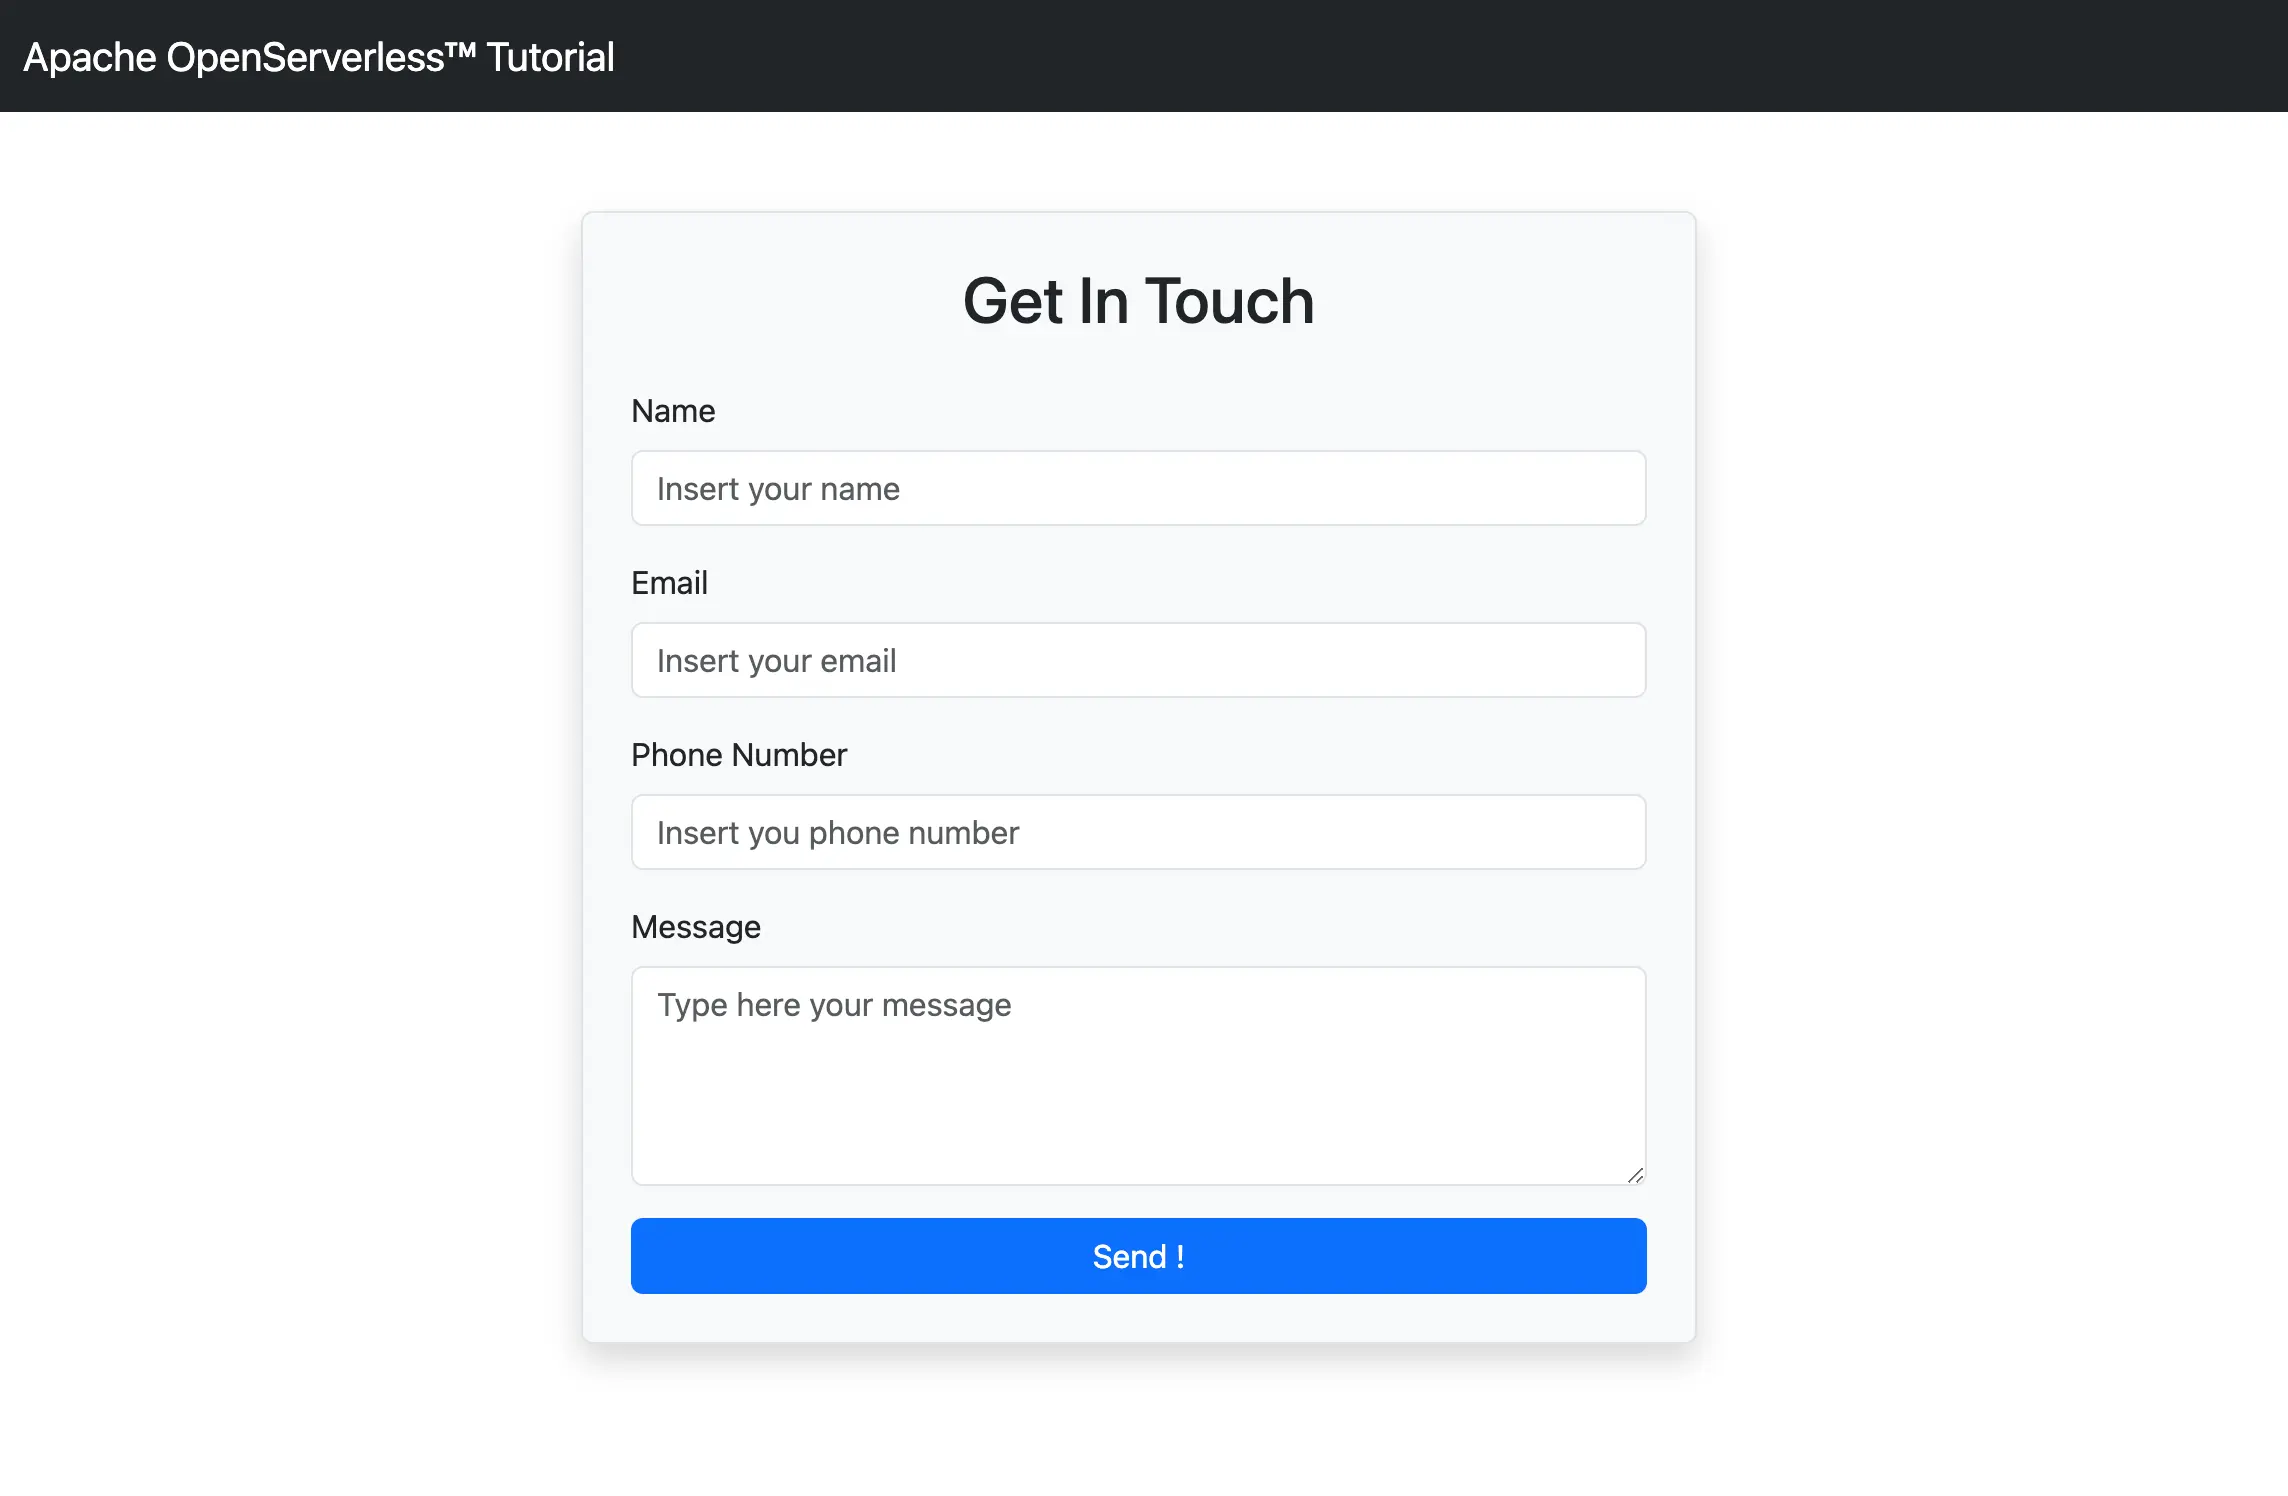 Apache OpenServerless™ Tutorial
Get In Touch
Name
Insert your name
Email
Insert your email
Phone Number
Insert you phone number
Message
Type here your message
Send !